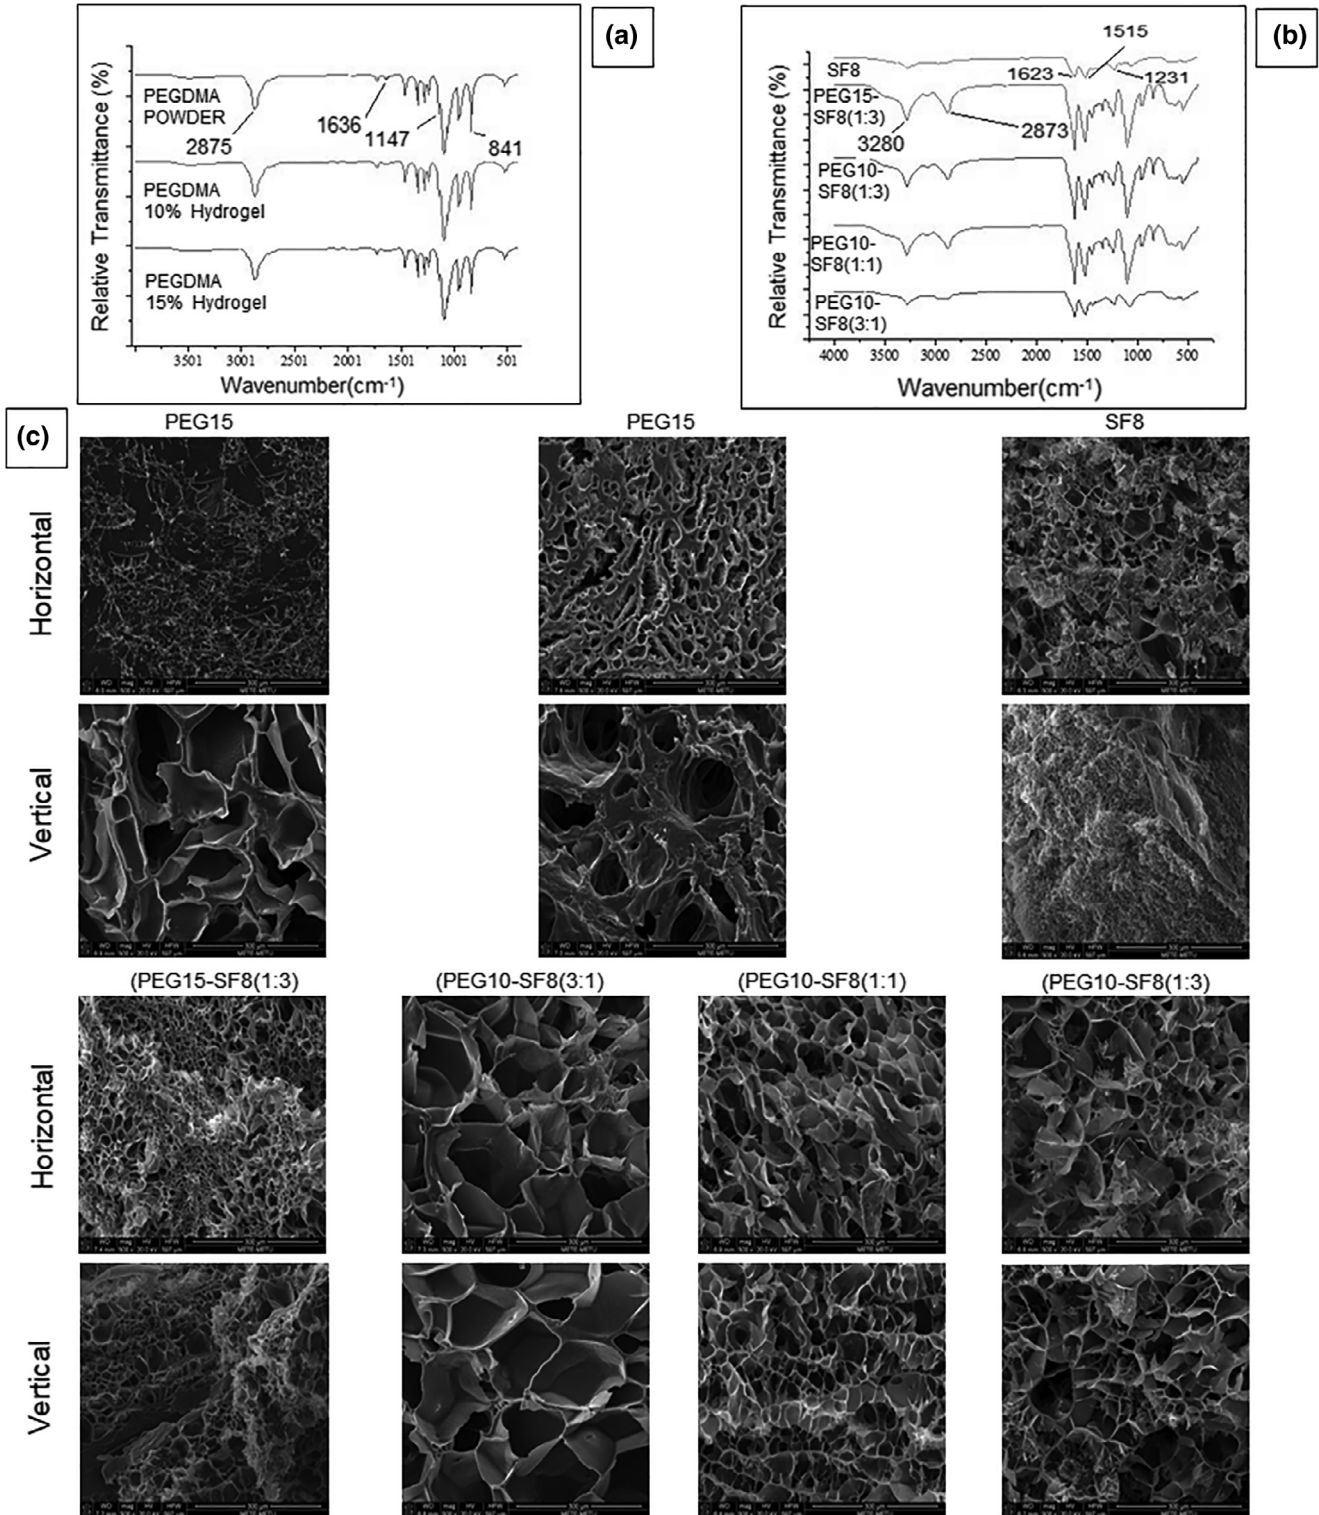 (a)
Relative Transmittance (%)
PEGDMA
POWDER
2875
1636
1147
841
PEGDMA
10% Hydrogel
PEGDMA
15% Hydrogel
3501 3001 2501 2001 1501 1001 501
Wavenumber(cm-1)
(b)
Relative Transmittance (%)
1515
SF8
1623
1231
PEG15-
SF8(1:3)
3280
2873
PEG10-
SF8(1:3)
PEG10-
SF8(1:1)
PEG10-
SF8(3:1)
4000 3500 3000 2500 2000 1500 1000 500
Wavenumber(cm-1)
(c)
PEG15 PEG15 SF8
Horizontal
Vertical
(PEG15-SF8(1:3) (PEG10-SF8(3:1) (PEG10-SF8(1:1) (PEG10-SF8(1:3)
Horizontal
Vertical